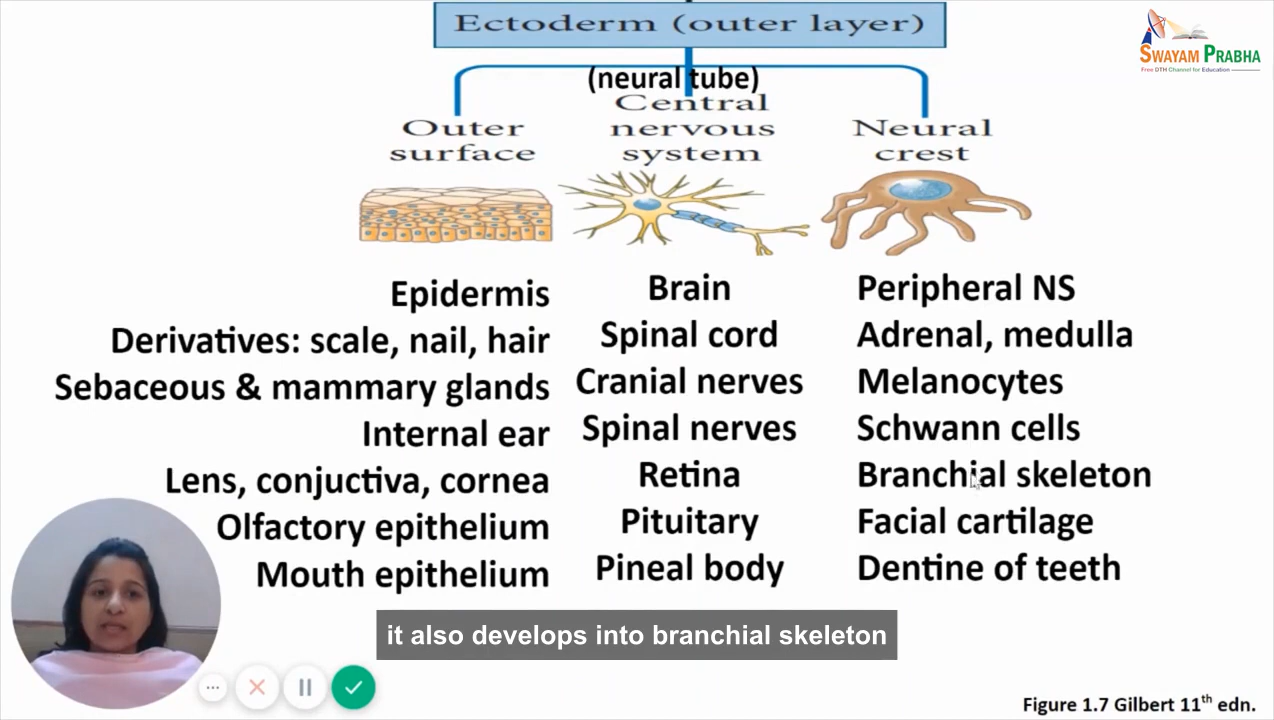 Ectoderm (outer layer)
SWAYAM PRABHA
Free DTH Channel for Education
(neural tube)
Outer
surface
Central
nervous
system
Neural
crest
Epidermis
Derivatives: scale, nail, hair
Sebaceous & mammary glands
Internal ear
Lens, conjuctiva, cornea
Olfactory epithelium
Mouth epithelium
Brain
Spinal cord
Cranial nerves
Spinal nerves
Retina
Pituitary
Pineal body
Peripheral NS
Adrenal, medulla
Melanocytes
Schwann cells
Branchial skeleton
Facial cartilage
Dentine of teeth
it also develops into branchial skeleton
Figure 1.7 Gilbert 11th edn.